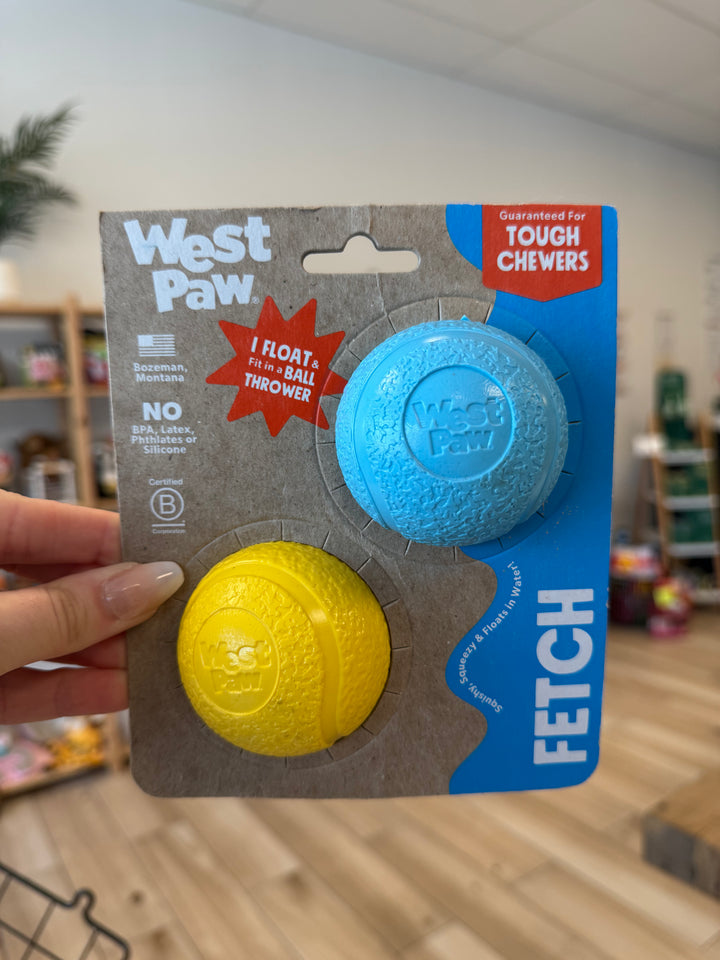 West
Paw®
Guaranteed For
TOUGH
CHEWERS
I FLOAT &
Fit in a BALL
THROWER
Bozeman,
Montana
NO
BPA, Latex,
Phthlates or
Silicone
Certified
B
Corporation
West
Paw
West
Paw
Squishy, Squeezy & Floats in Water!
FETCH